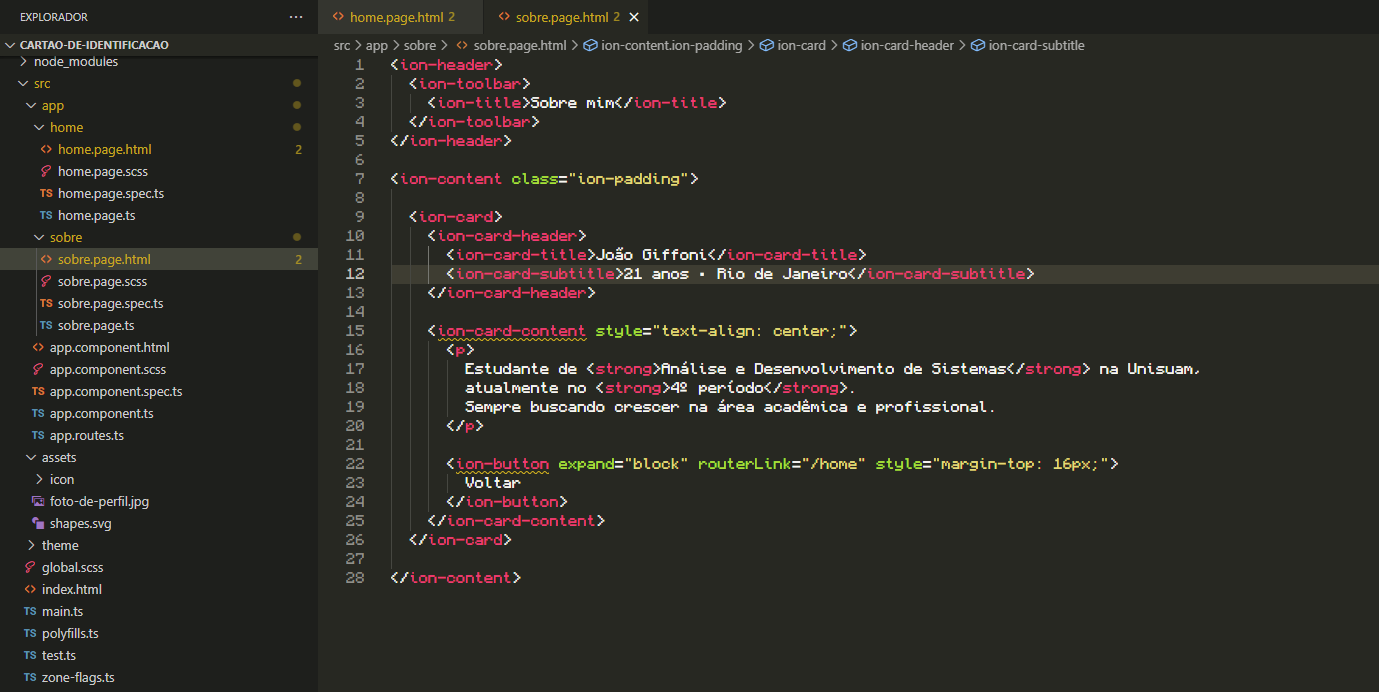 EXPLORADOR ···
CARTAO-DE-IDENTIFICACAO
node_modules
src
app
home
home.page.html 2
home.page.scss
TS home.page.spec.ts
TS home.page.ts
sobre
sobre.page.html 2
sobre.page.scss
TS sobre.page.spec.ts
TS sobre.page.ts
app.component.html
app.component.scss
TS app.component.spec.ts
TS app.component.ts
TS app.routes.ts
assets
icon
foto-de-perfil.jpg
shapes.svg
theme
global.scss
index.html
TS main.ts
TS polyfills.ts
TS test.ts
TS zone-flags.ts
home.page.html 2 sobre.page.html 2
src > app > sobre > sobre.page.html > ion-content.ion-padding > ion-card > ion-card-header > ion-card-subtitle
1 <ion-header>
2 <ion-toolbar>
3 <ion-title>Sobre mim</ion-title>
4 </ion-toolbar>
5 </ion-header>
6
7 <ion-content class="ion-padding">
8
9 <ion-card>
10 <ion-card-header>
11 <ion-card-title>João Giffoni</ion-card-title>
12 <ion-card-subtitle>21 anos • Rio de Janeiro</ion-card-subtitle>
13 </ion-card-header>
14
15 <ion-card-content style="text-align: center;">
16 <p>
17 Estudante de <strong>Análise e Desenvolvimento de Sistemas</strong> na Unisuam,
18 atualmente no <strong>4º período</strong>.
19 Sempre buscando crescer na área acadêmica e profissional.
20 </p>
21
22 <ion-button expand="block" routerLink="/home" style="margin-top: 16px;">
23 Voltar
24 </ion-button>
25 </ion-card-content>
26 </ion-card>
27
28 </ion-content>